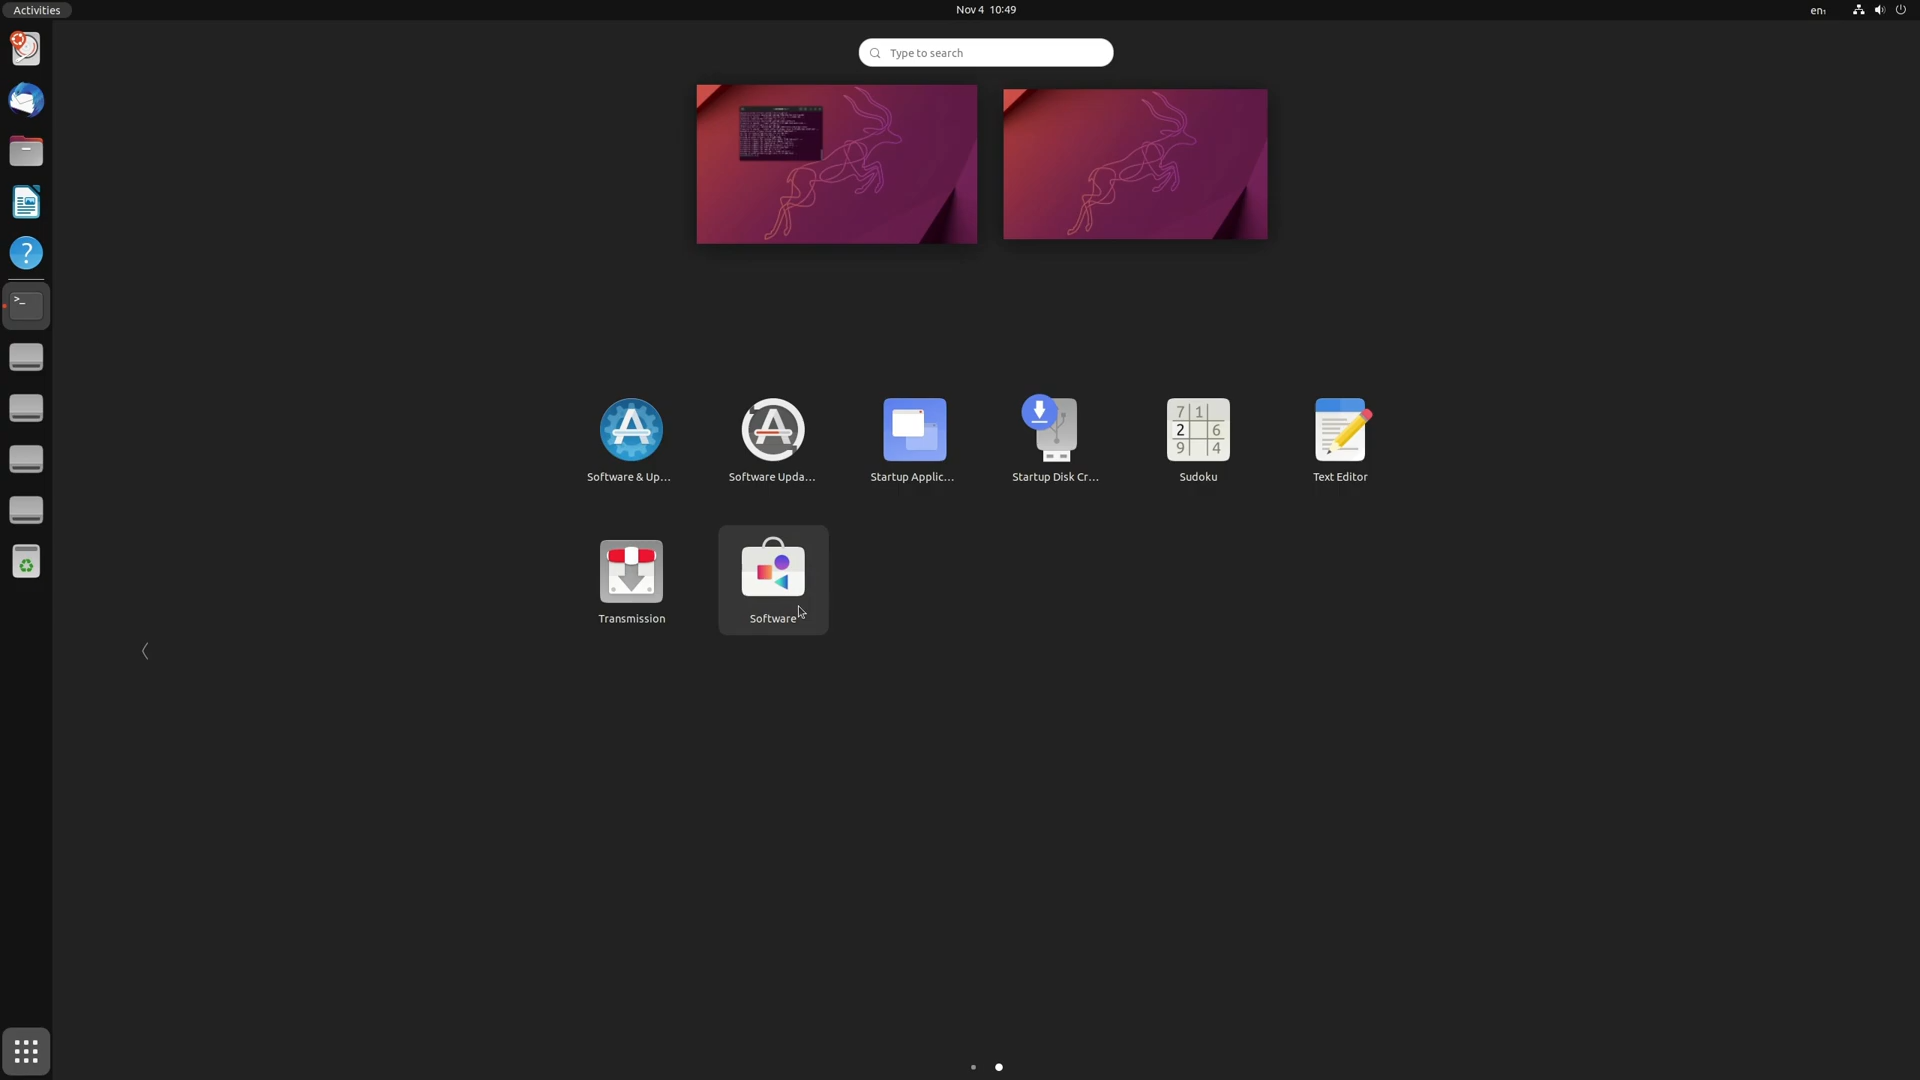 Activities
Nov 4 10:49
en₁
Type to search
Software & Up...
Software Upda...
Startup Applic...
Startup Disk Cr...
Sudoku
Text Editor
Transmission
Software